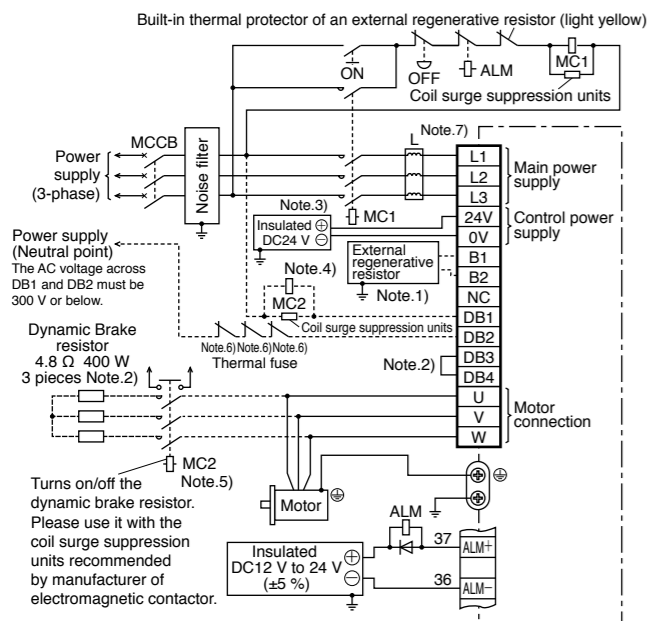 Built-in thermal protector of an external regenerative resistor (light yellow)
ON
OFF
ALM
MC1
Coil surge suppression units
MCCB
Noise filter
L
Note.7)
Power
supply
(3-phase)
L1
L2
L3
Main power
supply
MC1
Note.3)
Insulated
DC24 V
24V
0V
Control power
supply
Power supply
(Neutral point)
The AC voltage across
DB1 and DB2 must be
300 V or below.
External
regenerative
resistor
B1
B2
Note.4)
Note.1)
NC
MC2
Coil surge suppression units
DB1
DB2
Note.6) Note.6) Note.6)
Thermal fuse
Note.2)
DB3
DB4
Dynamic Brake
resistor
4.8 Ω 400 W
3 pieces Note.2)
U
V
W
Motor
connection
MC2
Note.5)
Turns on/off the
dynamic brake resistor.
Please use it with the
coil surge suppression
units recommended
by manufacturer of
electromagnetic contactor.
Motor
ALM
37
ALM+
Insulated
DC12 V to 24 V
(±5 %)
36
ALM−